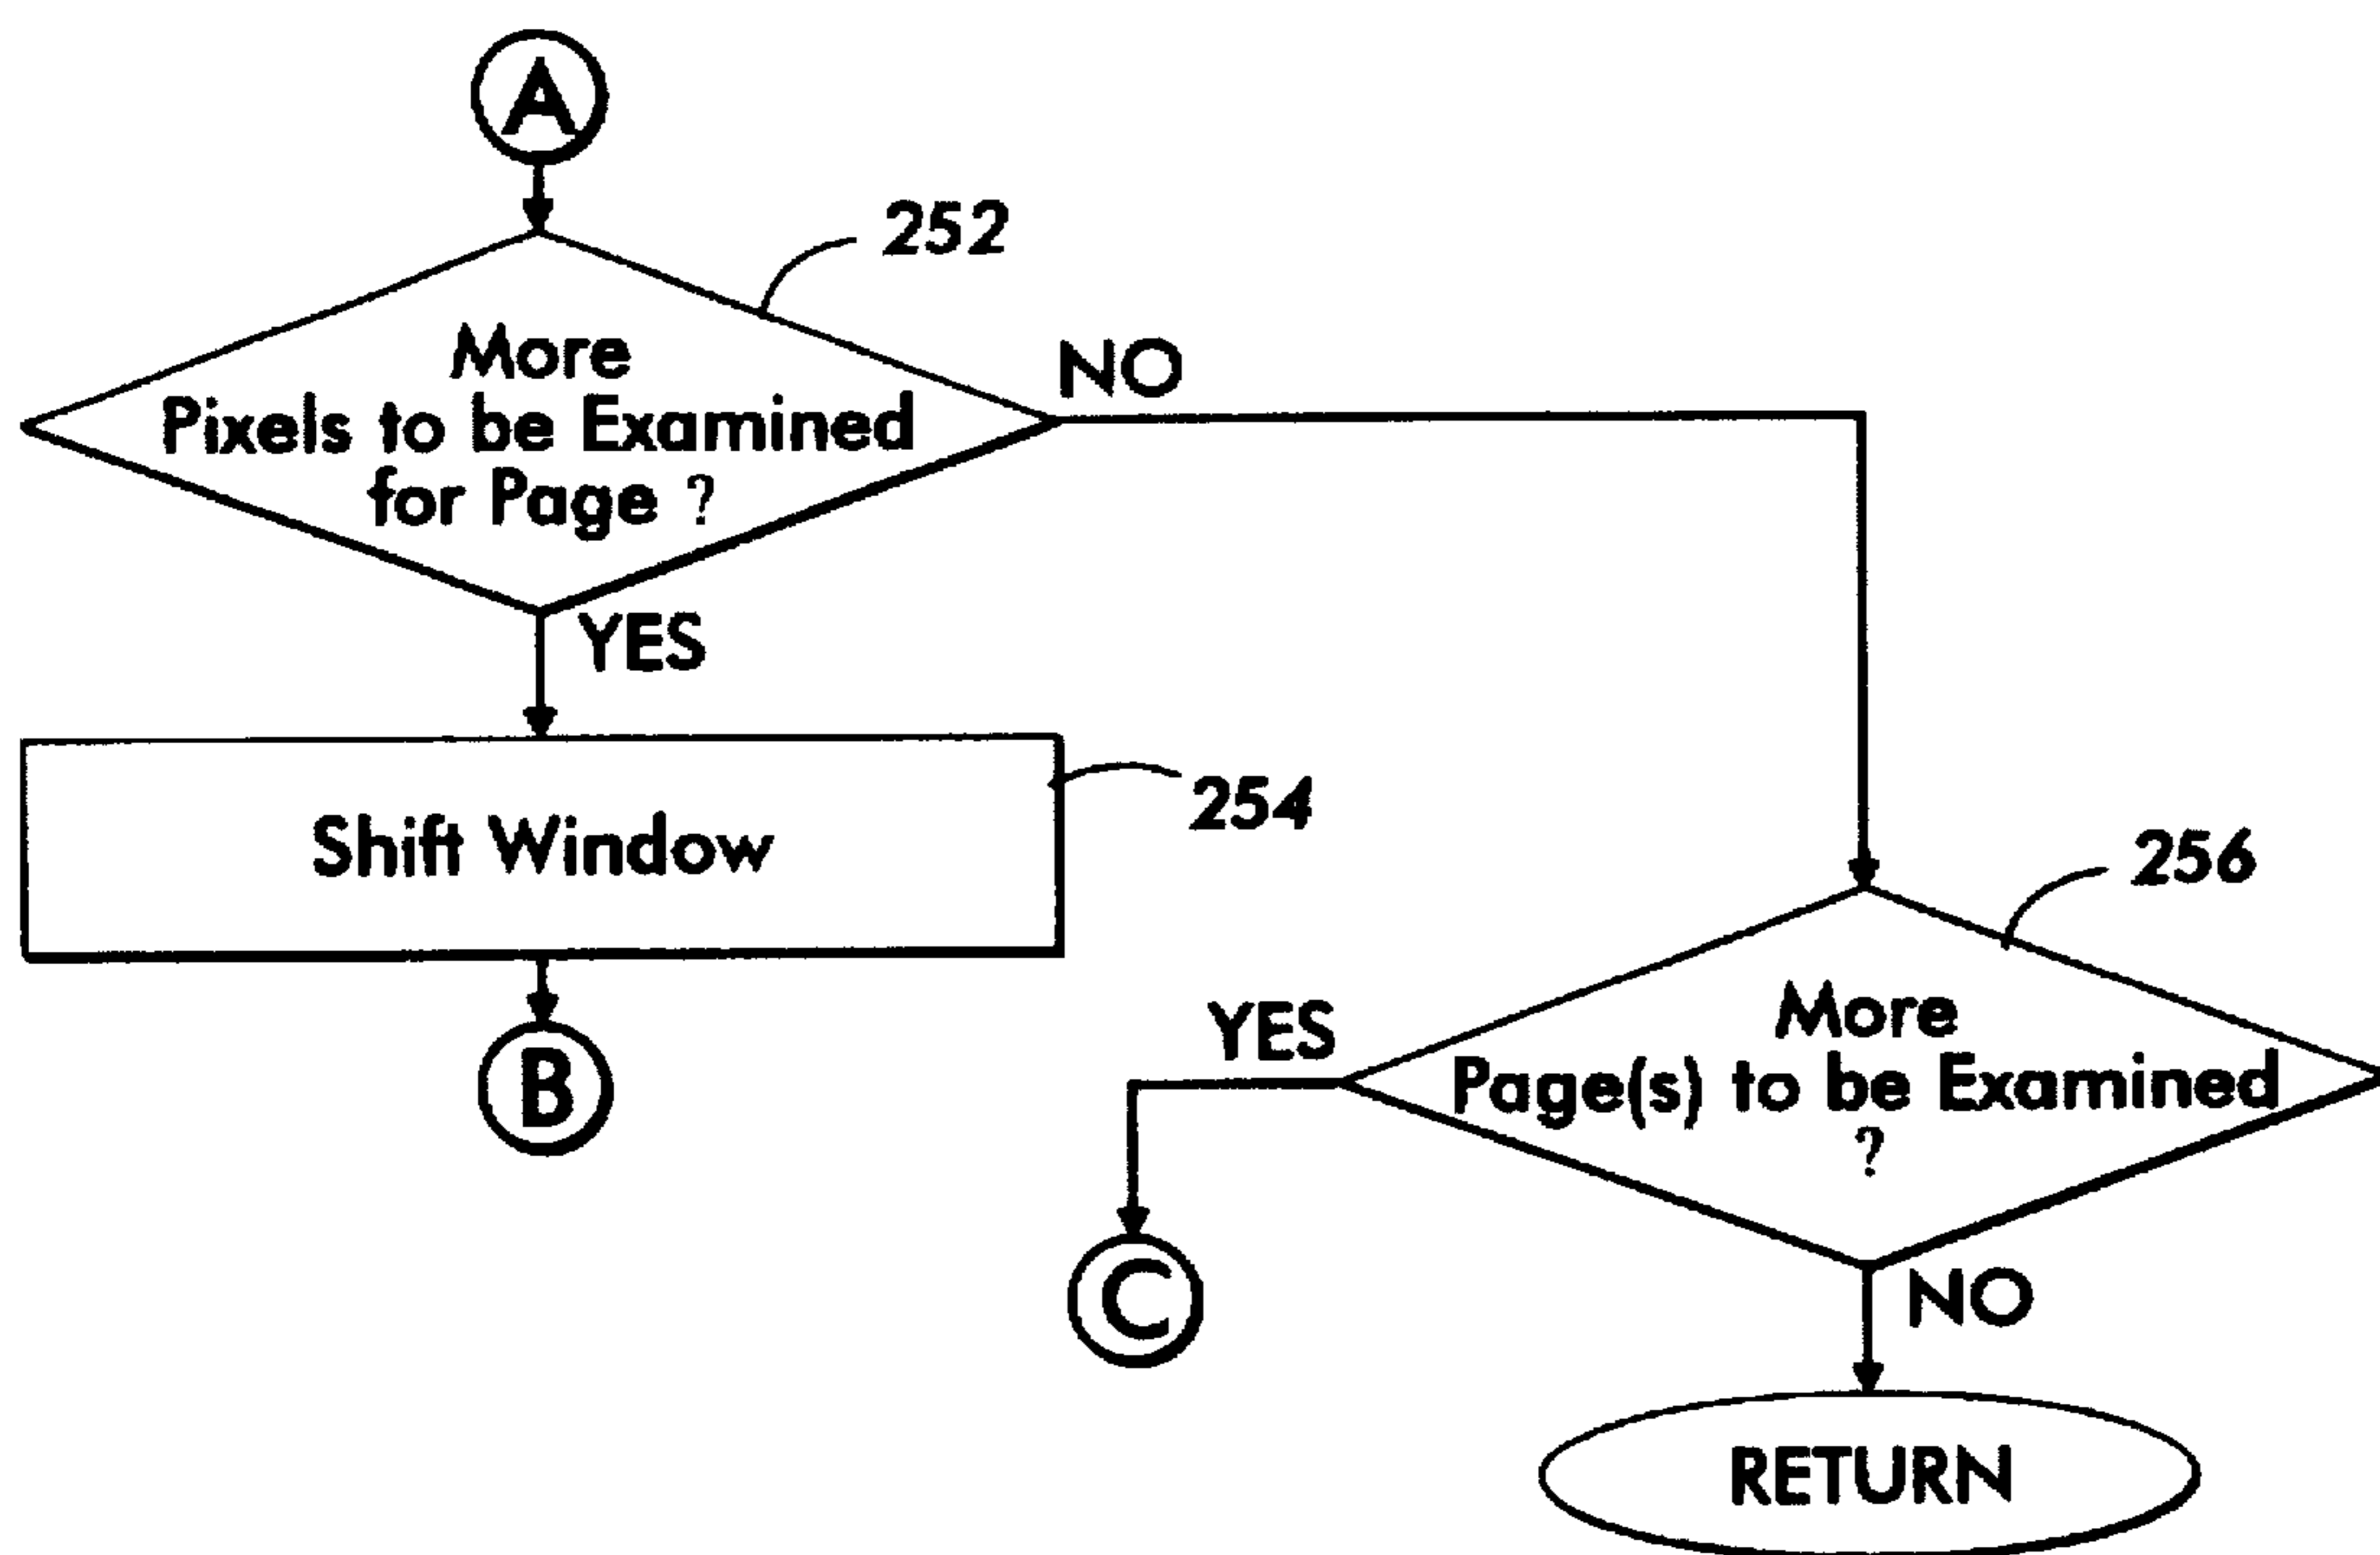 A
252
More
Pixels to be Examined
for Page ?
NO
YES
Shift Window
254
B
256
More
Page(s) to be Examined
?
YES
C
NO
RETURN